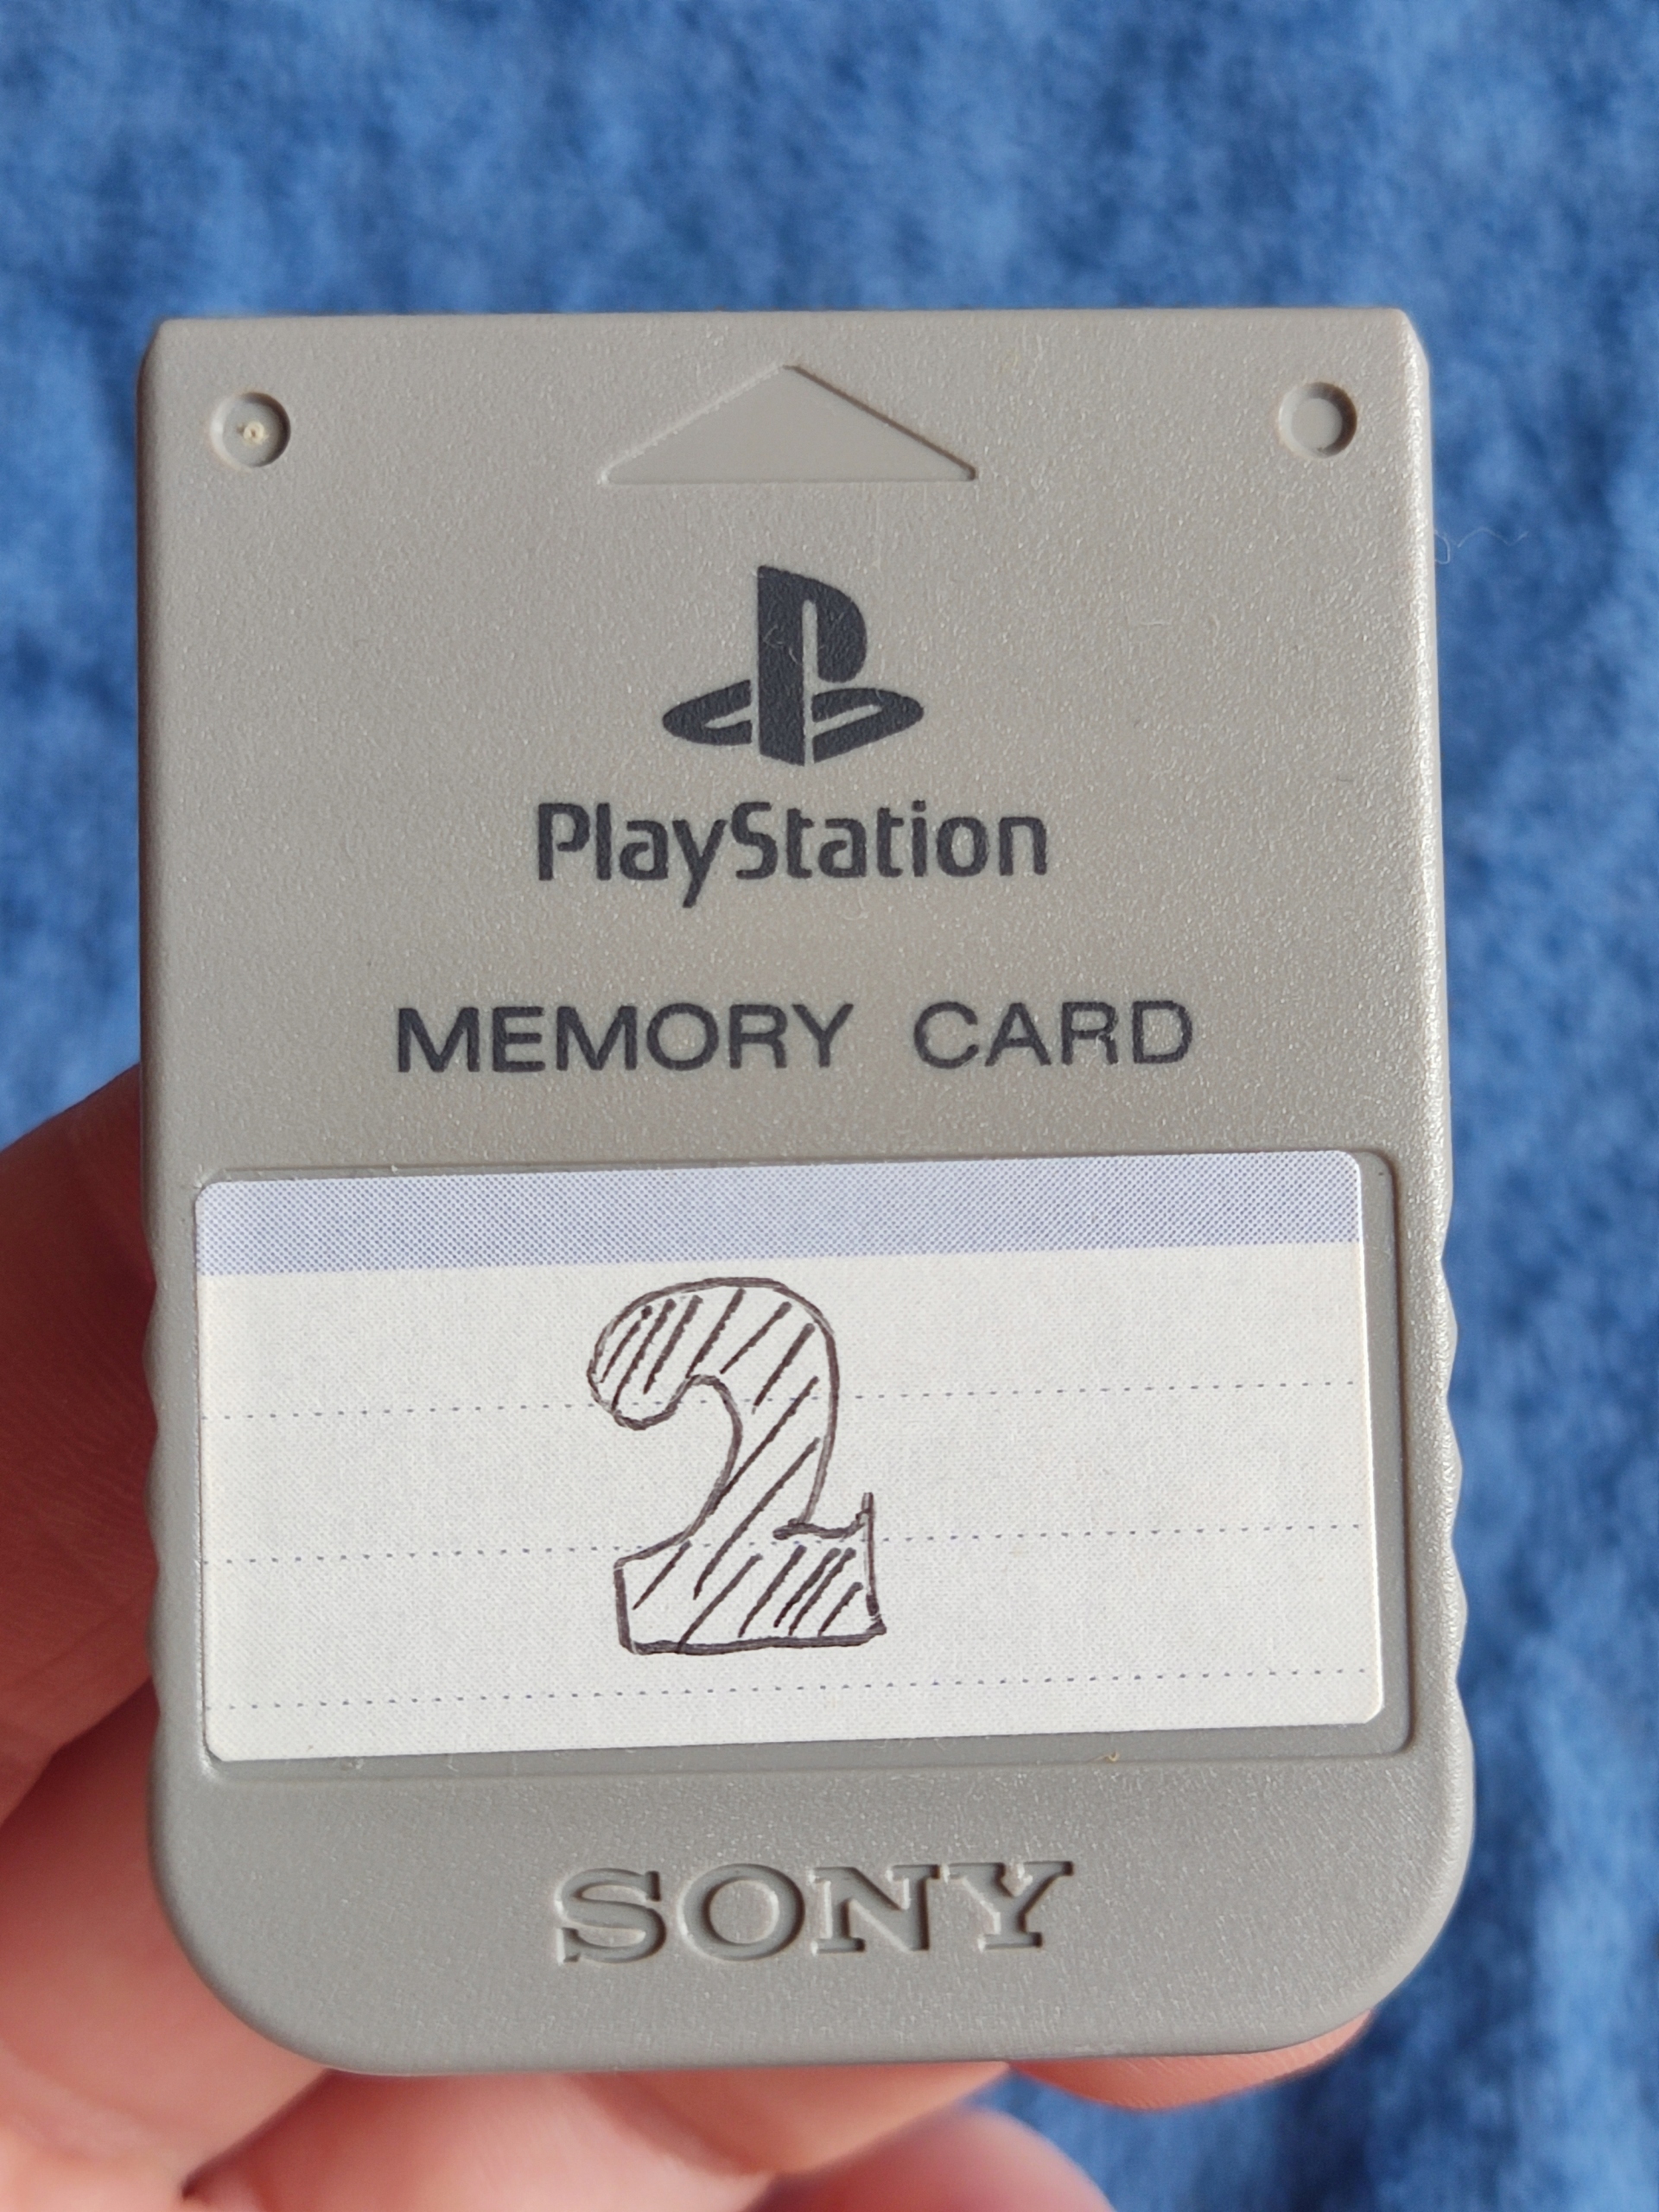 PlayStation
MEMORY CARD
2
SONY